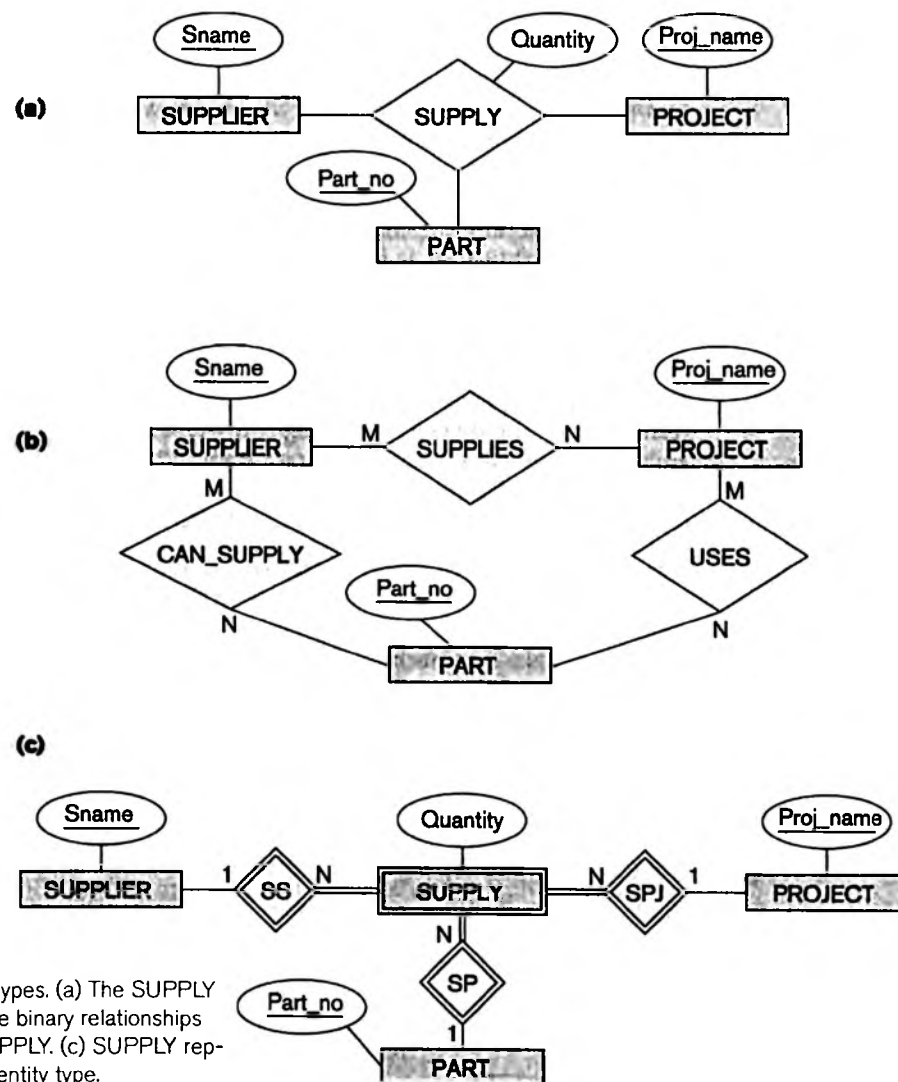 (a)
Sname
Quantity
Proj_name
SUPPLIER
SUPPLY
PROJECT
Part_no
PART
(b)
Sname
Proj_name
SUPPLIER
M
SUPPLIES
N
PROJECT
M
M
CAN_SUPPLY
USES
Part_no
N
N
PART
(c)
Sname
Quantity
Proj_name
SUPPLIER
1
SS
N
SUPPLY
N
SPJ
1
PROJECT
N
SP
ypes. (a) The SUPPLY
e binary relationships
PPLY. (c) SUPPLY rep-
entity type.
Part_no
1
PART